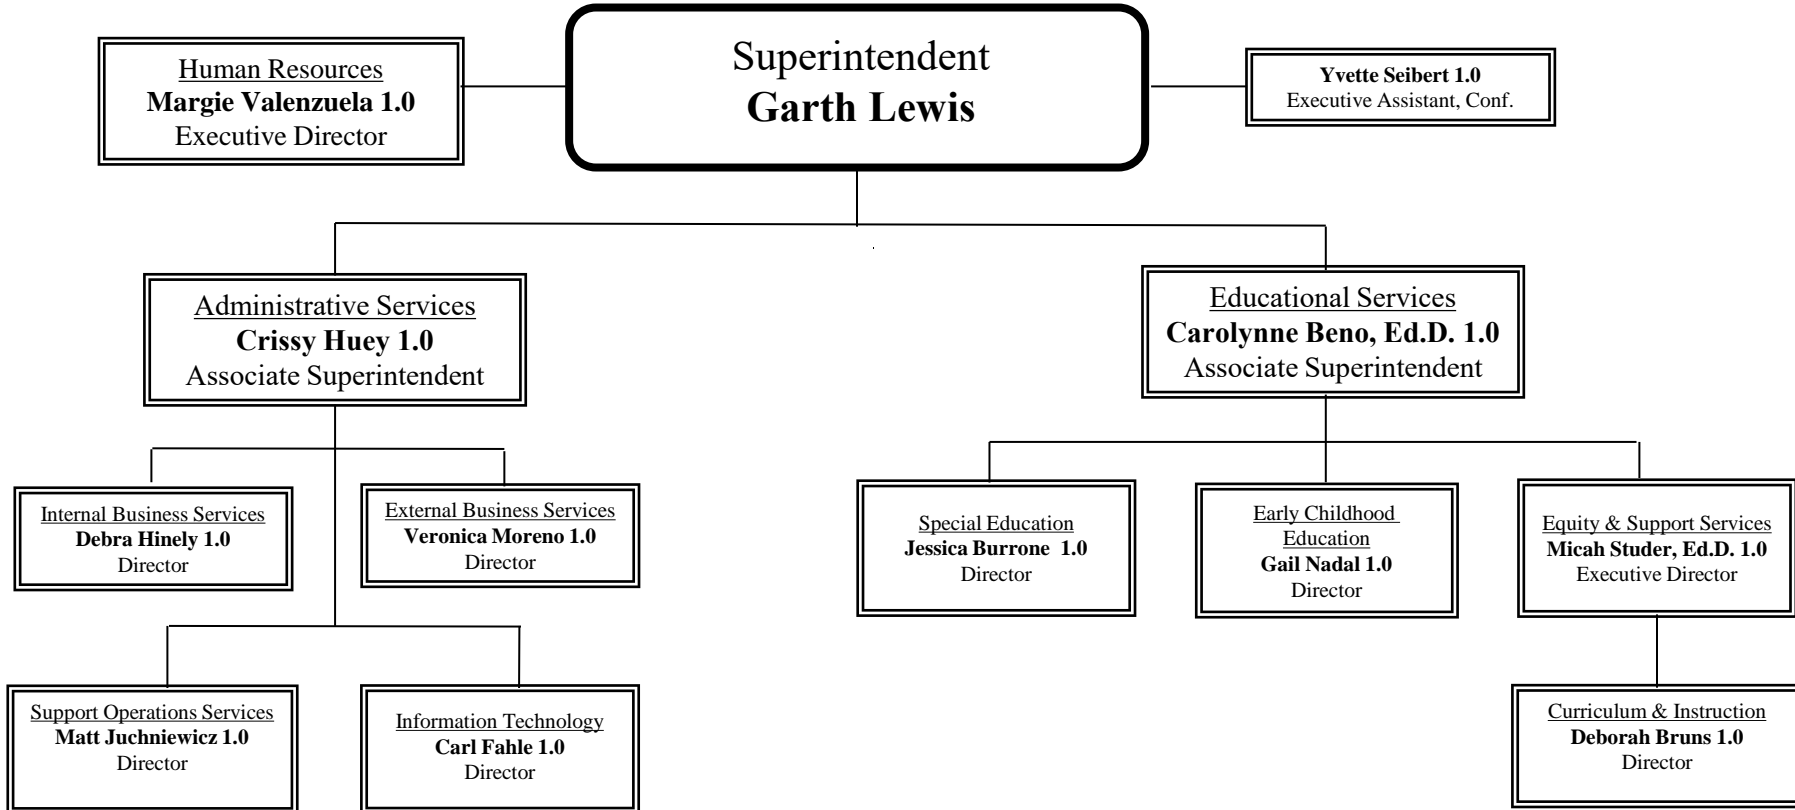 Superintendent
Garth Lewis
Human Resources
Margie Valenzuela 1.0
Executive Director
Yvette Seibert 1.0
Executive Assistant, Conf.
Administrative Services
Crissy Huey 1.0
Associate Superintendent
Educational Services
Carolynne Beno, Ed.D. 1.0
Associate Superintendent
Internal Business Services
Debra Hinely 1.0
Director
External Business Services
Veronica Moreno 1.0
Director
Special Education
Jessica Burrone 1.0
Director
Early Childhood
Education
Gail Nadal 1.0
Director
Equity & Support Services
Micah Studer, Ed.D. 1.0
Executive Director
Support Operations Services
Matt Juchniewicz 1.0
Director
Information Technology
Carl Fahle 1.0
Director
Curriculum & Instruction
Deborah Bruns 1.0
Director